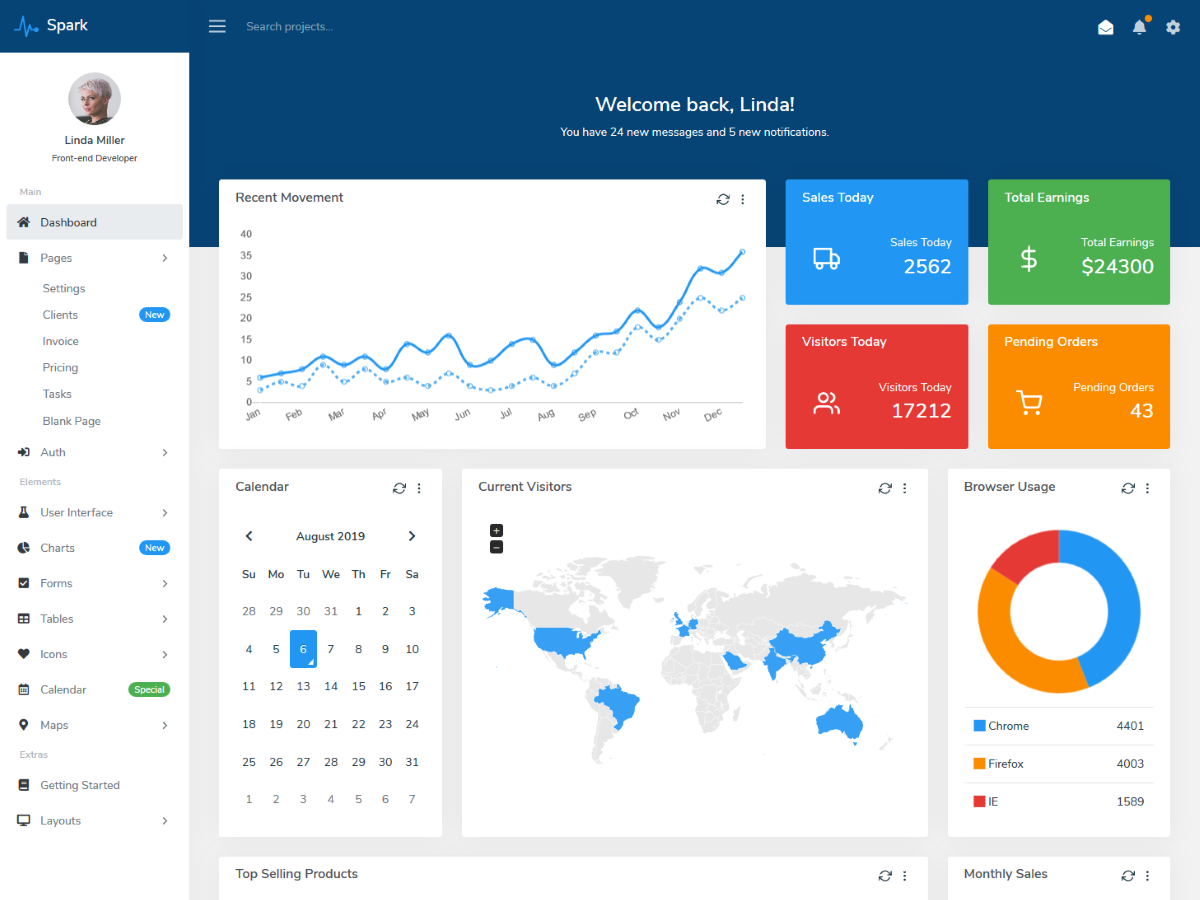 Spark
Search projects...
Linda Miller
Front-end Developer
Main
Dashboard
Pages
Settings
Clients New
Invoice
Pricing
Tasks
Blank Page
Auth
Elements
User Interface
Charts New
Forms
Tables
Icons
Calendar Special
Maps
Extras
Getting Started
Layouts
Welcome back, Linda!
You have 24 new messages and 5 new notifications.
Recent Movement
40
35
30
25
20
15
10
5
0
Jan Feb Mar Apr May Jun Jul Aug Sep Oct Nov Dec
Sales Today
Sales Today
2562
Total Earnings
Total Earnings
$24300
Visitors Today
Visitors Today
17212
Pending Orders
Pending Orders
43
Calendar
August 2019
Su Mo Tu We Th Fr Sa
28 29 30 31 1 2 3
4 5 6 7 8 9 10
11 12 13 14 15 16 17
18 19 20 21 22 23 24
25 26 27 28 29 30 31
1 2 3 4 5 6 7
Current Visitors
+
−
Browser Usage
Chrome 4401
Firefox 4003
IE 1589
Top Selling Products
Monthly Sales